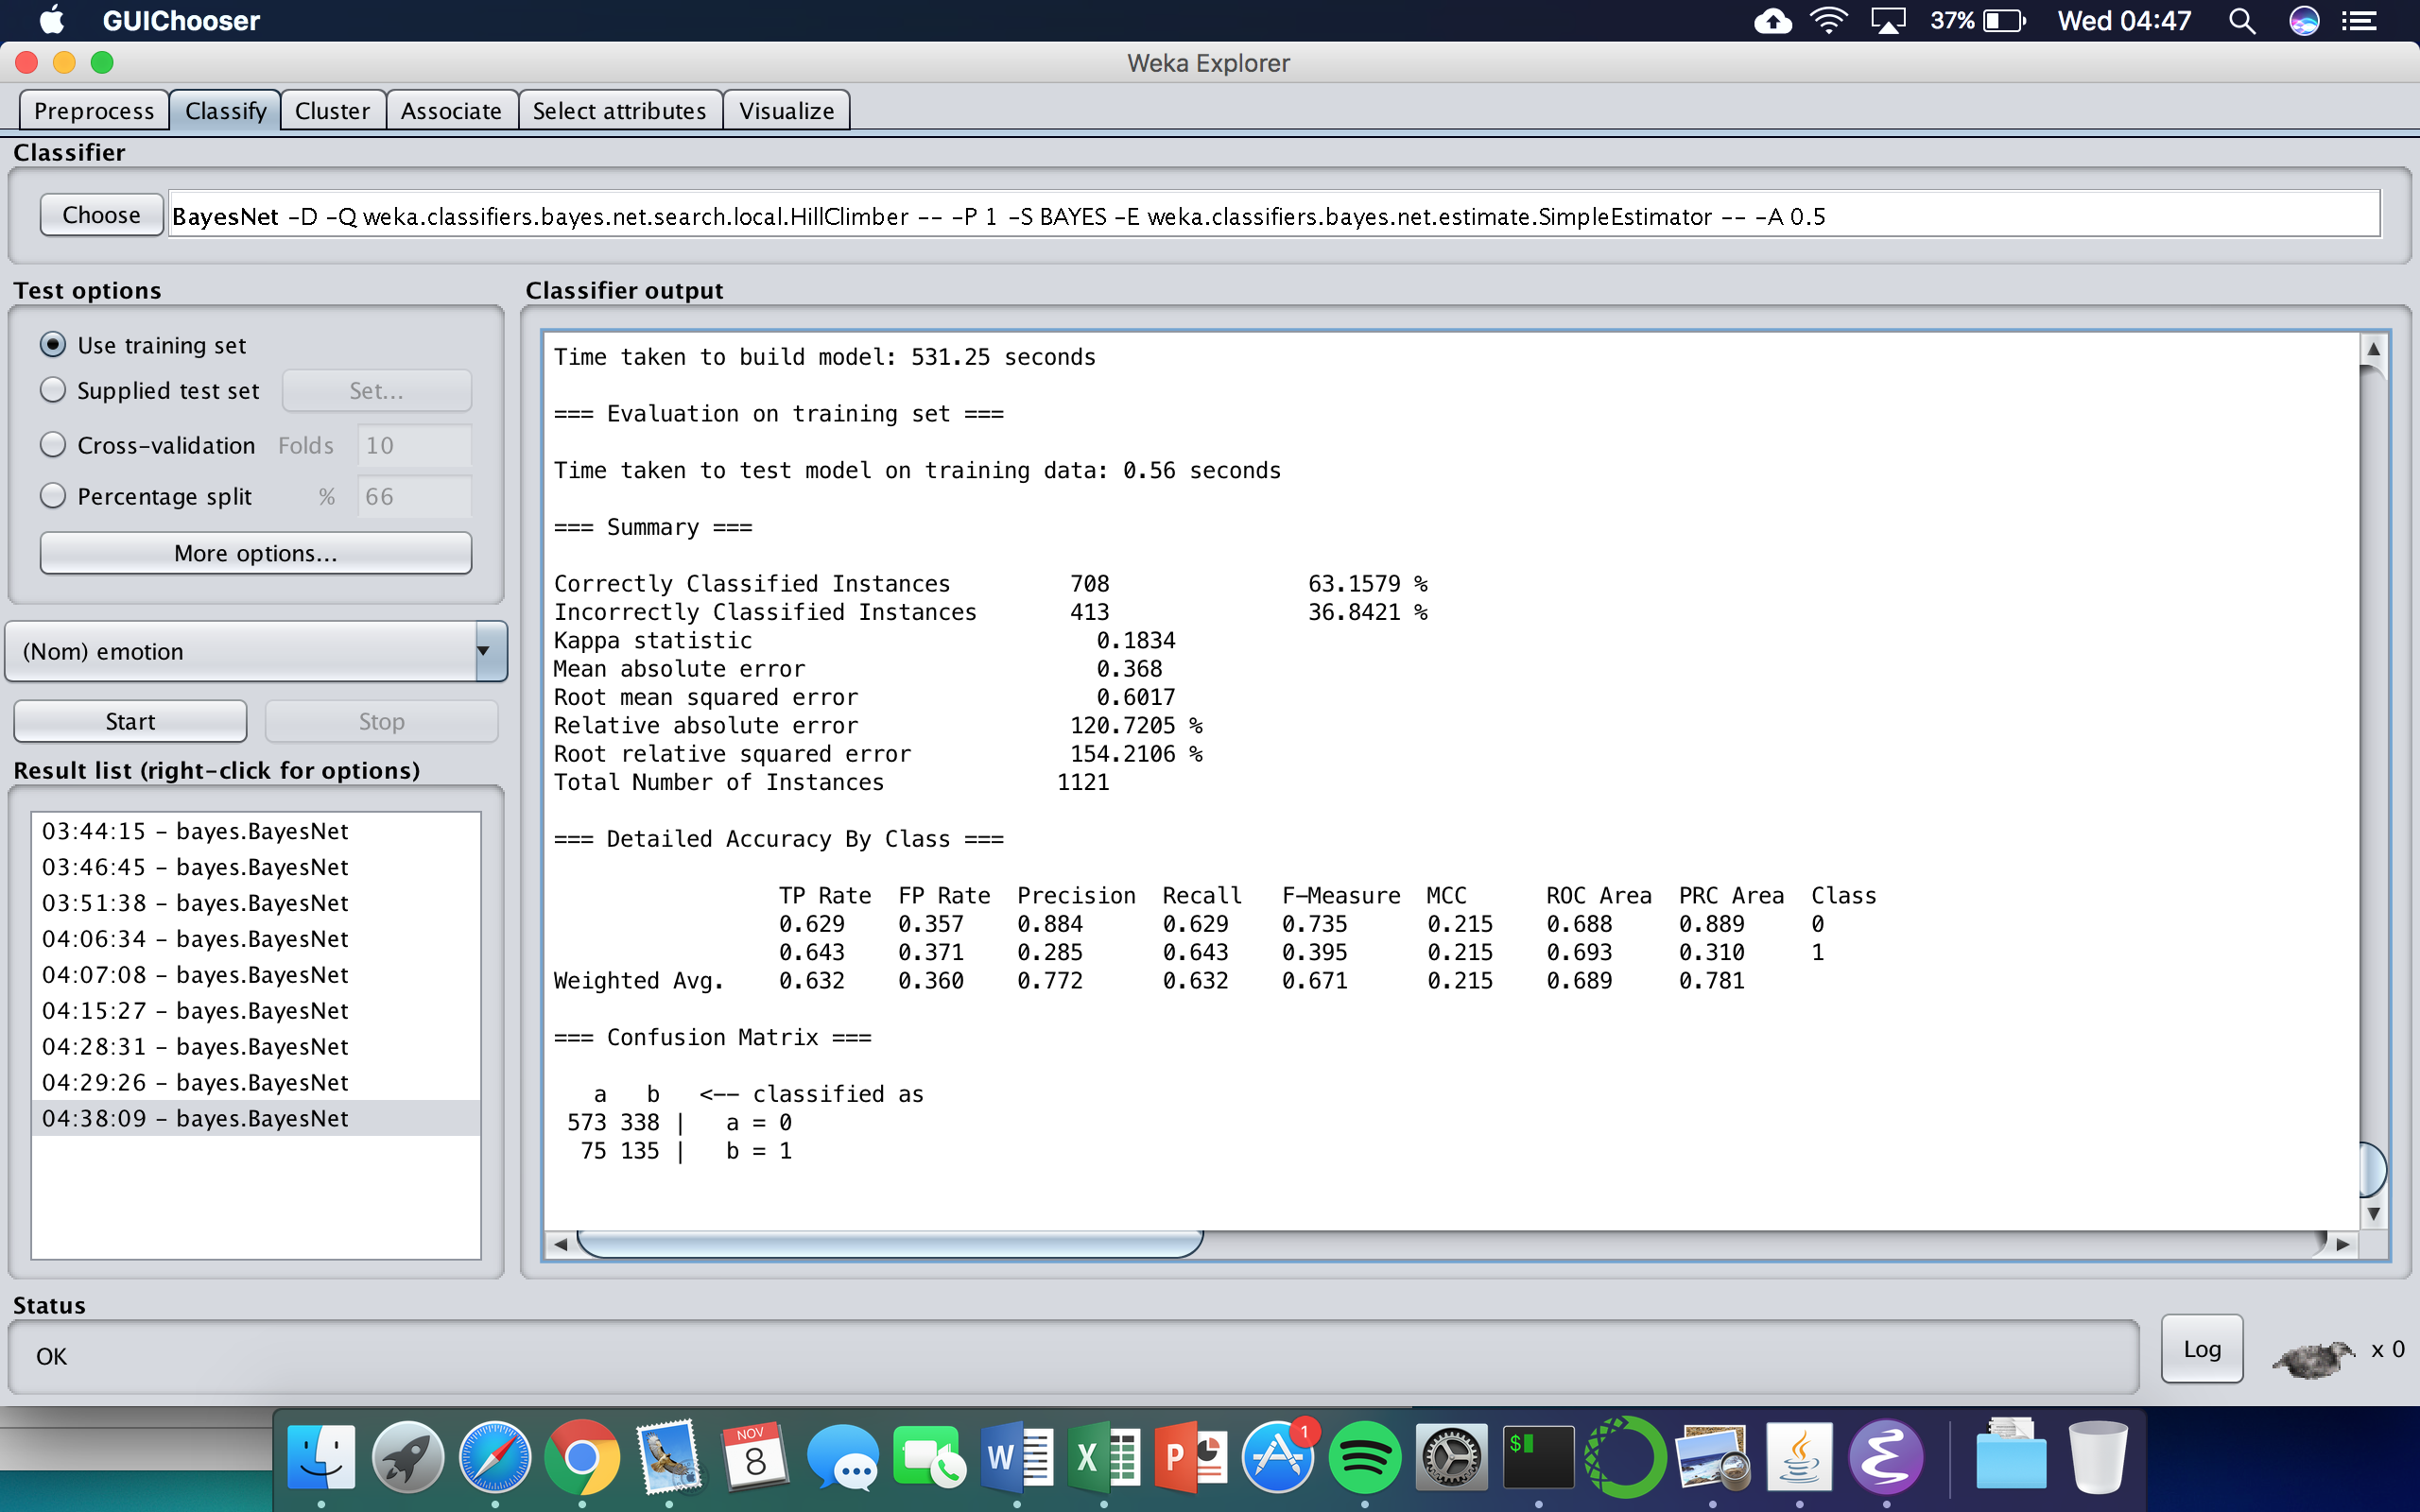 GUIChooser
37%
Wed 04:47
Weka Explorer
Preprocess Classify Cluster Associate Select attributes Visualize
Classifier
Choose BayesNet -D -Q weka.classifiers.bayes.net.search.local.HillClimber -- -P 1 -S BAYES -E weka.classifiers.bayes.net.estimate.SimpleEstimator -- -A 0.5
Test options
Use training set
Supplied test set Set...
Cross-validation Folds 10
Percentage split % 66
More options...
(Nom) emotion
Start Stop
Result list (right-click for options)
03:44:15 - bayes.BayesNet
03:46:45 - bayes.BayesNet
03:51:38 - bayes.BayesNet
04:06:34 - bayes.BayesNet
04:07:08 - bayes.BayesNet
04:15:27 - bayes.BayesNet
04:28:31 - bayes.BayesNet
04:29:26 - bayes.BayesNet
04:38:09 - bayes.BayesNet
Classifier output
Time taken to build model: 531.25 seconds
=== Evaluation on training set ===
Time taken to test model on training data: 0.56 seconds
=== Summary ===
Correctly Classified Instances 708 63.1579 %
Incorrectly Classified Instances 413 36.8421 %
Kappa statistic 0.1834
Mean absolute error 0.368
Root mean squared error 0.6017
Relative absolute error 120.7205 %
Root relative squared error 154.2106 %
Total Number of Instances 1121
=== Detailed Accuracy By Class ===
TP Rate FP Rate Precision Recall F-Measure MCC ROC Area PRC Area Class
0.629 0.357 0.884 0.629 0.735 0.215 0.688 0.889 0
0.643 0.371 0.285 0.643 0.395 0.215 0.693 0.310 1
Weighted Avg. 0.632 0.360 0.772 0.632 0.671 0.215 0.689 0.781
=== Confusion Matrix ===
a b <-- classified as
573 338 | a = 0
75 135 | b = 1
Status
OK
Log
x 0
NOV
8
W
X
P
1
$